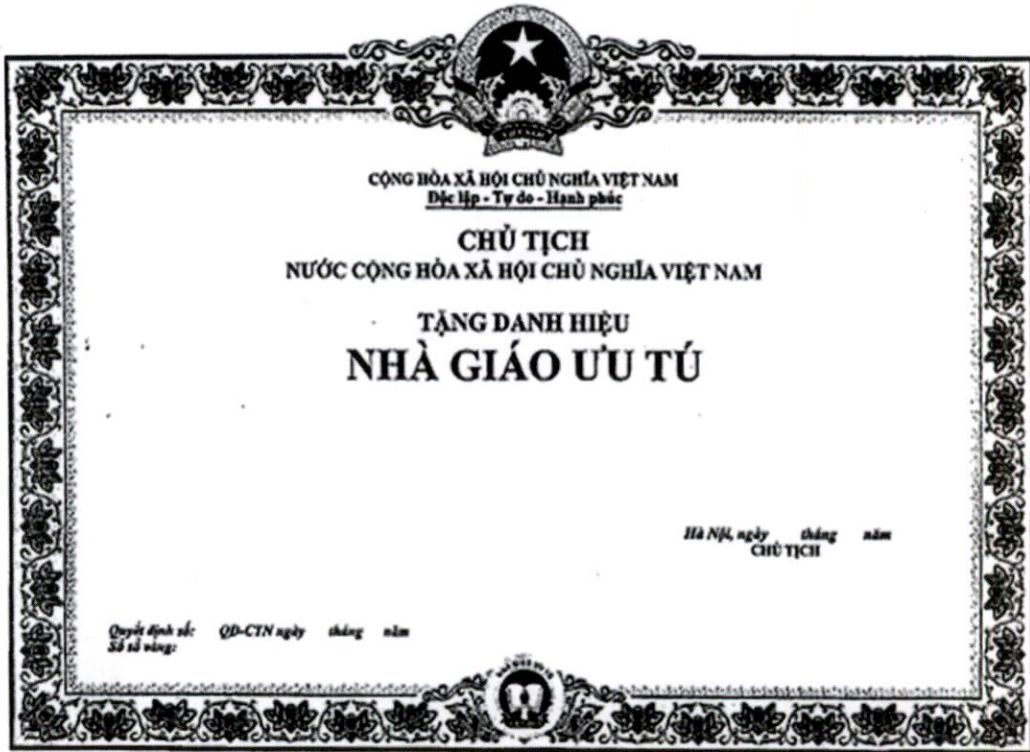 CỘNG HÒA XÃ HỘI CHỦ NGHĨA VIỆT NAM
Độc lập - Tự do - Hạnh phúc
CHỦ TỊCH
NƯỚC CỘNG HÒA XÃ HỘI CHỦ NGHĨA VIỆT NAM
TẶNG DANH HIỆU
NHÀ GIÁO ƯU TÚ
Hà Nội, ngày tháng năm
CHỦ TỊCH
Quyết định số: QĐ-CTN ngày tháng năm
Số sổ vàng: